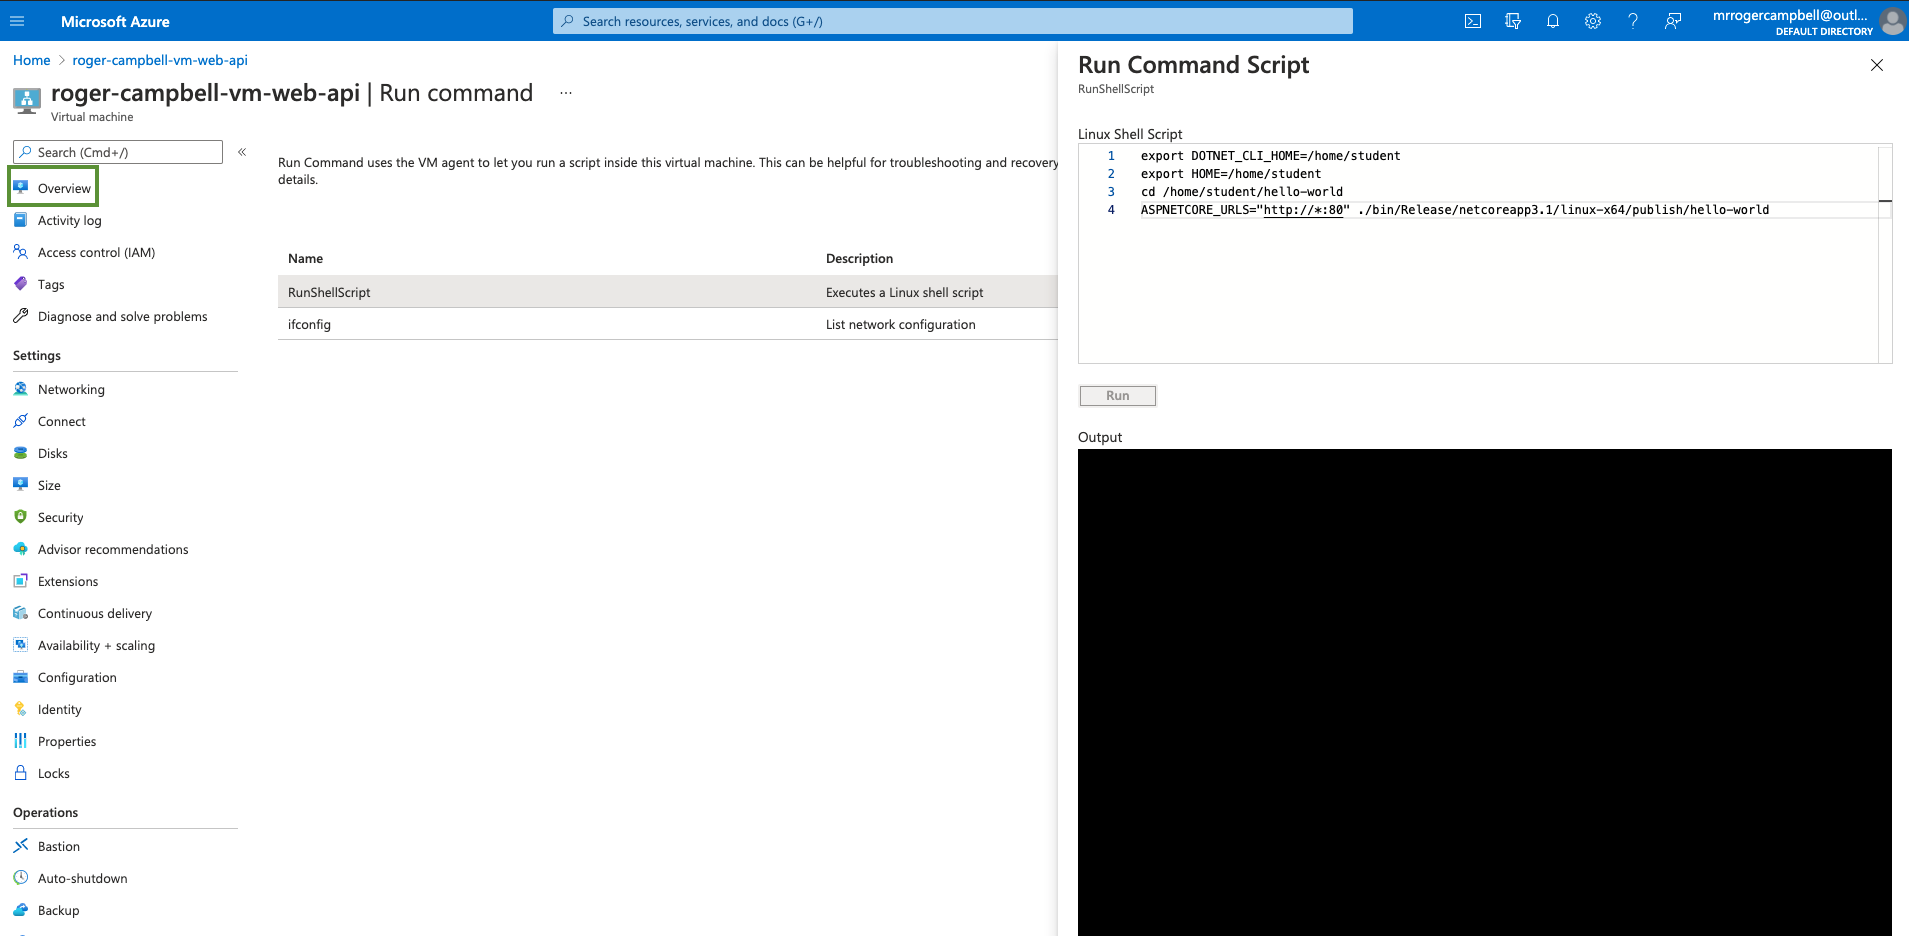 Microsoft Azure
Search resources, services, and docs (G+/)
mrrogercampbell@outl...
DEFAULT DIRECTORY
Home > roger-campbell-vm-web-api
roger-campbell-vm-web-api | Run command ...
Virtual machine
Search (Cmd+/)
«
Overview
Activity log
Access control (IAM)
Tags
Diagnose and solve problems
Settings
Networking
Connect
Disks
Size
Security
Advisor recommendations
Extensions
Continuous delivery
Availability + scaling
Configuration
Identity
Properties
Locks
Operations
Bastion
Auto-shutdown
Backup
Run Command uses the VM agent to let you run a script inside this virtual machine. This can be helpful for troubleshooting and recovery
details.
Name Description
RunShellScript Executes a Linux shell script
ifconfig List network configuration
Run Command Script
RunShellScript
Linux Shell Script
1 export DOTNET_CLI_HOME=/home/student
2 export HOME=/home/student
3 cd /home/student/hello-world
4 ASPNETCORE_URLS="http://*:80" ./bin/Release/netcoreapp3.1/linux-x64/publish/hello-world
Run
Output